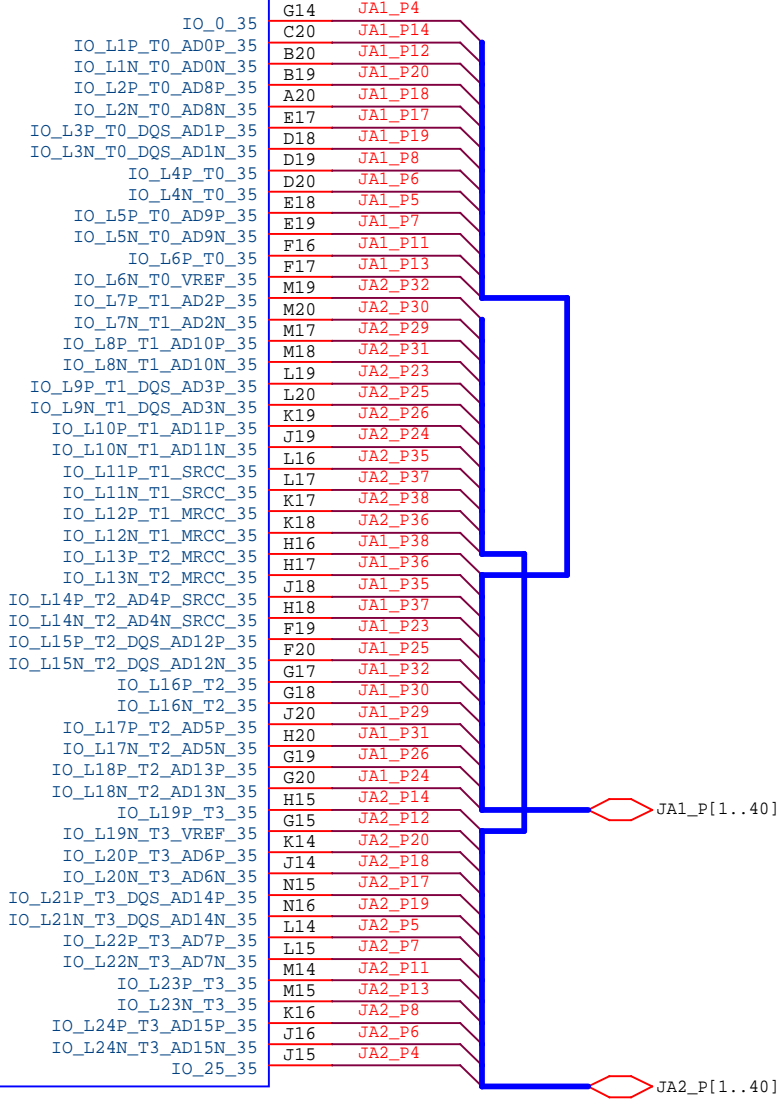 IO_0_35 G14 JA1_P4
IO_L1P_T0_AD0P_35 C20 JA1_P14
IO_L1N_T0_AD0N_35 B20 JA1_P12
IO_L2P_T0_AD8P_35 B19 JA1_P20
IO_L2N_T0_AD8N_35 A20 JA1_P18
IO_L3P_T0_DQS_AD1P_35 E17 JA1_P17
IO_L3N_T0_DQS_AD1N_35 D18 JA1_P19
IO_L4P_T0_35 D19 JA1_P8
IO_L4N_T0_35 D20 JA1_P6
IO_L5P_T0_AD9P_35 E18 JA1_P5
IO_L5N_T0_AD9N_35 E19 JA1_P7
IO_L6P_T0_35 F16 JA1_P11
IO_L6N_T0_VREF_35 F17 JA1_P13
IO_L7P_T1_AD2P_35 M19 JA2_P32
IO_L7N_T1_AD2N_35 M20 JA2_P30
IO_L8P_T1_AD10P_35 M17 JA2_P29
IO_L8N_T1_AD10N_35 M18 JA2_P31
IO_L9P_T1_DQS_AD3P_35 L19 JA2_P23
IO_L9N_T1_DQS_AD3N_35 L20 JA2_P25
IO_L10P_T1_AD11P_35 K19 JA2_P26
IO_L10N_T1_AD11N_35 J19 JA2_P24
IO_L11P_T1_SRCC_35 L16 JA2_P35
IO_L11N_T1_SRCC_35 L17 JA2_P37
IO_L12P_T1_MRCC_35 K17 JA2_P38
IO_L12N_T1_MRCC_35 K18 JA2_P36
IO_L13P_T2_MRCC_35 H16 JA1_P38
IO_L13N_T2_MRCC_35 H17 JA1_P36
IO_L14P_T2_AD4P_SRCC_35 J18 JA1_P35
IO_L14N_T2_AD4N_SRCC_35 H18 JA1_P37
IO_L15P_T2_DQS_AD12P_35 F19 JA1_P23
IO_L15N_T2_DQS_AD12N_35 F20 JA1_P25
IO_L16P_T2_35 G17 JA1_P32
IO_L16N_T2_35 G18 JA1_P30
IO_L17P_T2_AD5P_35 J20 JA1_P29
IO_L17N_T2_AD5N_35 H20 JA1_P31
IO_L18P_T2_AD13P_35 G19 JA1_P26
IO_L18N_T2_AD13N_35 G20 JA1_P24
IO_L19P_T3_35 H15 JA2_P14 JA1_P[1..40]
IO_L19N_T3_VREF_35 G15 JA2_P12
IO_L20P_T3_AD6P_35 K14 JA2_P20
IO_L20N_T3_AD6N_35 J14 JA2_P18
IO_L21P_T3_DQS_AD14P_35 N15 JA2_P17
IO_L21N_T3_DQS_AD14N_35 N16 JA2_P19
IO_L22P_T3_AD7P_35 L14 JA2_P5
IO_L22N_T3_AD7N_35 L15 JA2_P7
IO_L23P_T3_35 M14 JA2_P11
IO_L23N_T3_35 M15 JA2_P13
IO_L24P_T3_AD15P_35 K16 JA2_P8
IO_L24N_T3_AD15N_35 J16 JA2_P6
IO_25_35 J15 JA2_P4
JA2_P[1..40]